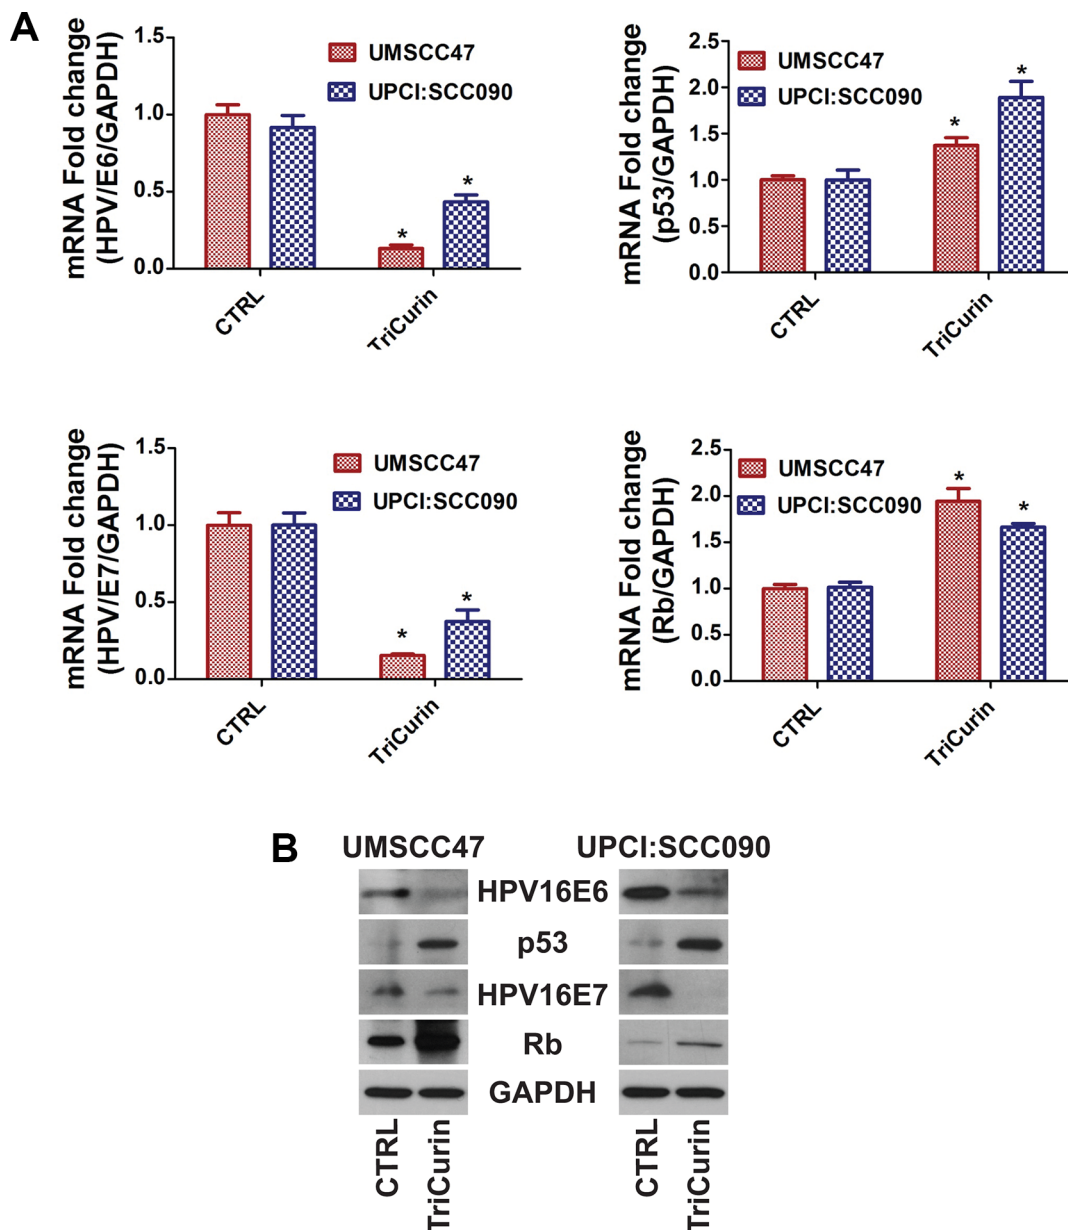 A
mRNA Fold change
(HPV/E6/GAPDH)
1.5
1.0
0.5
0.0
UMSCC47
UPCI:SCC090
*
*
CTRL
TriCurin
mRNA Fold change
(p53/GAPDH)
2.5
2.0
1.5
1.0
0.5
0.0
UMSCC47
UPCI:SCC090
*
*
CTRL
TriCurin
mRNA Fold change
(HPV/E7/GAPDH)
1.5
1.0
0.5
0.0
UMSCC47
UPCI:SCC090
*
*
CTRL
TriCurin
mRNA Fold change
(Rb/GAPDH)
2.5
2.0
1.5
1.0
0.5
0.0
UMSCC47
UPCI:SCC090
*
*
CTRL
TriCurin
B
UMSCC47
UPCI:SCC090
HPV16E6
p53
HPV16E7
Rb
GAPDH
CTRL
TriCurin
CTRL
TriCurin